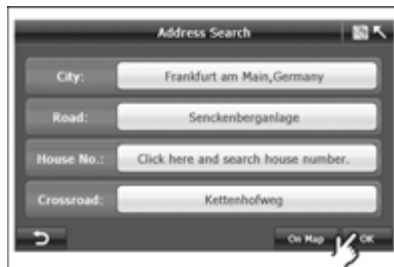 Address Search
City: Frankfurt am Main,Germany
Road: Senckenberganlage
House No.: Click here and search house number.
Crossroad: Kettenhofweg
On Map OK